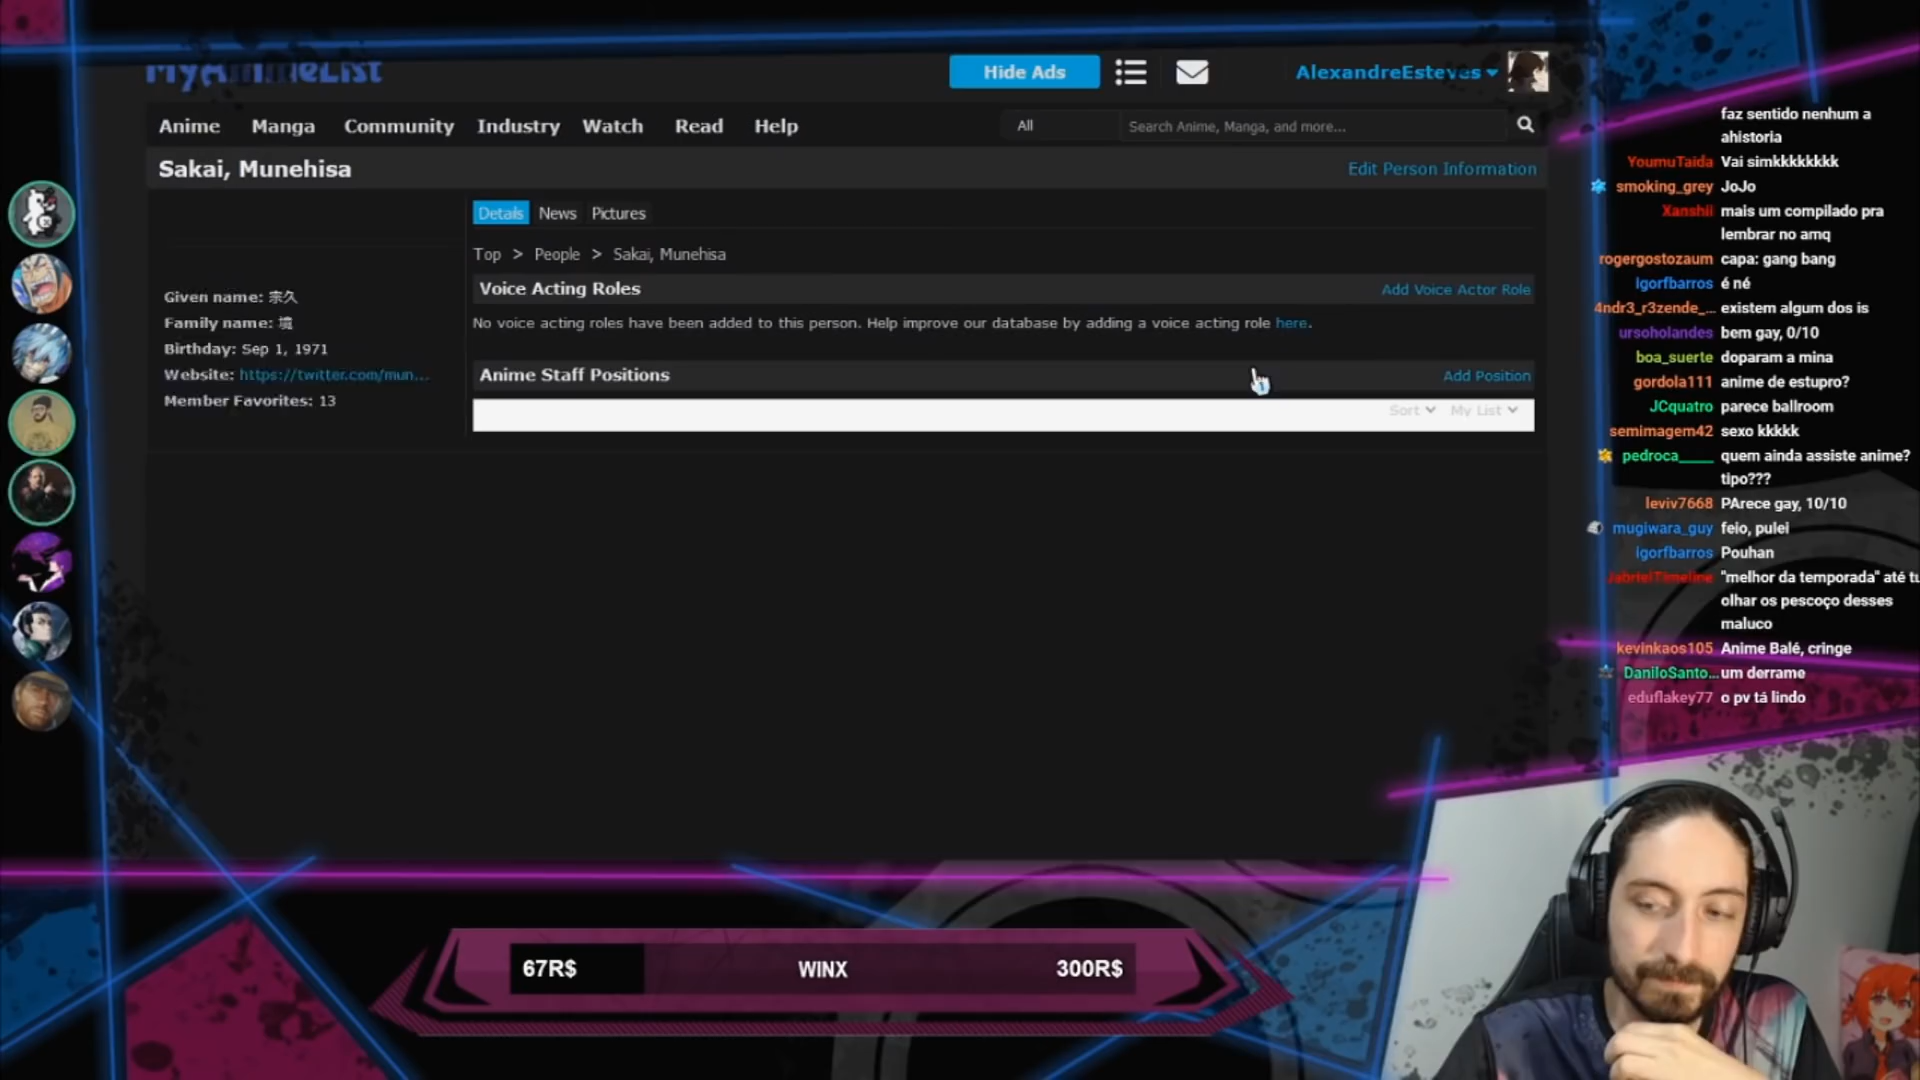 MyAnimeList
Hide Ads
AlexandreEsteves
Anime Manga Community Industry Watch Read Help
All
Search Anime, Manga, and more...
Sakai, Munehisa
Edit Person Information
Details News Pictures
Top > People > Sakai, Munehisa
Given name: 宗久
Family name: 境
Birthday: Sep 1, 1971
Website: https://twitter.com/mun...
Member Favorites: 13
Voice Acting Roles
Add Voice Actor Role
No voice acting roles have been added to this person. Help improve our database by adding a voice acting role here.
Anime Staff Positions
Add Position
Sort My List
faz sentido nenhum a
ahistoria
YoumuTaida Vai simkkkkkkkk
smoking_grey JoJo
Xanshii mais um compilado pra
lembrar no amq
rogergostozaum capa: gang bang
Igorfbarros é né
4ndr3_r3zende_... existem algum dos is
ursoholandes bem gay, 0/10
boa_suerte doparam a mina
gordola111 anime de estupro?
JCquatro parece ballroom
semimagem42 sexo kkkkk
pedroca_____ quem ainda assiste anime?
tipo???
leviv7668 PArece gay, 10/10
mugiwara_guy feio, pulei
Igorfbarros Pouhan
JabrielTimeline "melhor da temporada" até tu
olhar os pescoço desses
maluco
kevinkaos105 Anime Balé, cringe
DaniloSanto... um derrame
eduflakey77 o pv tá lindo
67R$ WINX 300R$